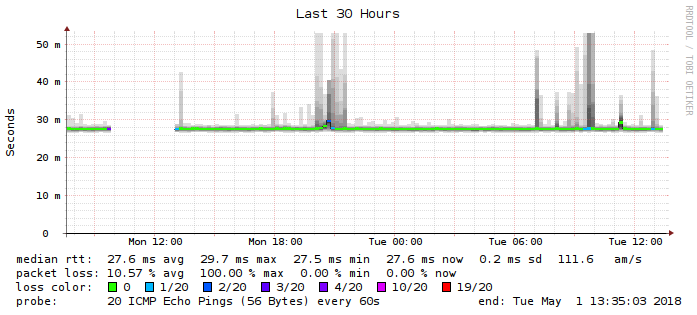 Last 30 Hours
RRDTOOL / TOBI OETIKER
Seconds
50 m
40 m
30 m
20 m
10 m
0
Mon 12:00 Mon 18:00 Tue 00:00 Tue 06:00 Tue 12:00
median rtt: 27.6 ms avg 29.7 ms max 27.5 ms min 27.6 ms now 0.2 ms sd 111.6 am/s
packet loss: 10.57 % avg 100.00 % max 0.00 % min 0.00 % now
loss color: 0 1/20 2/20 3/20 4/20 10/20 19/20
probe: 20 ICMP Echo Pings (56 Bytes) every 60s end: Tue May 1 13:35:03 2018